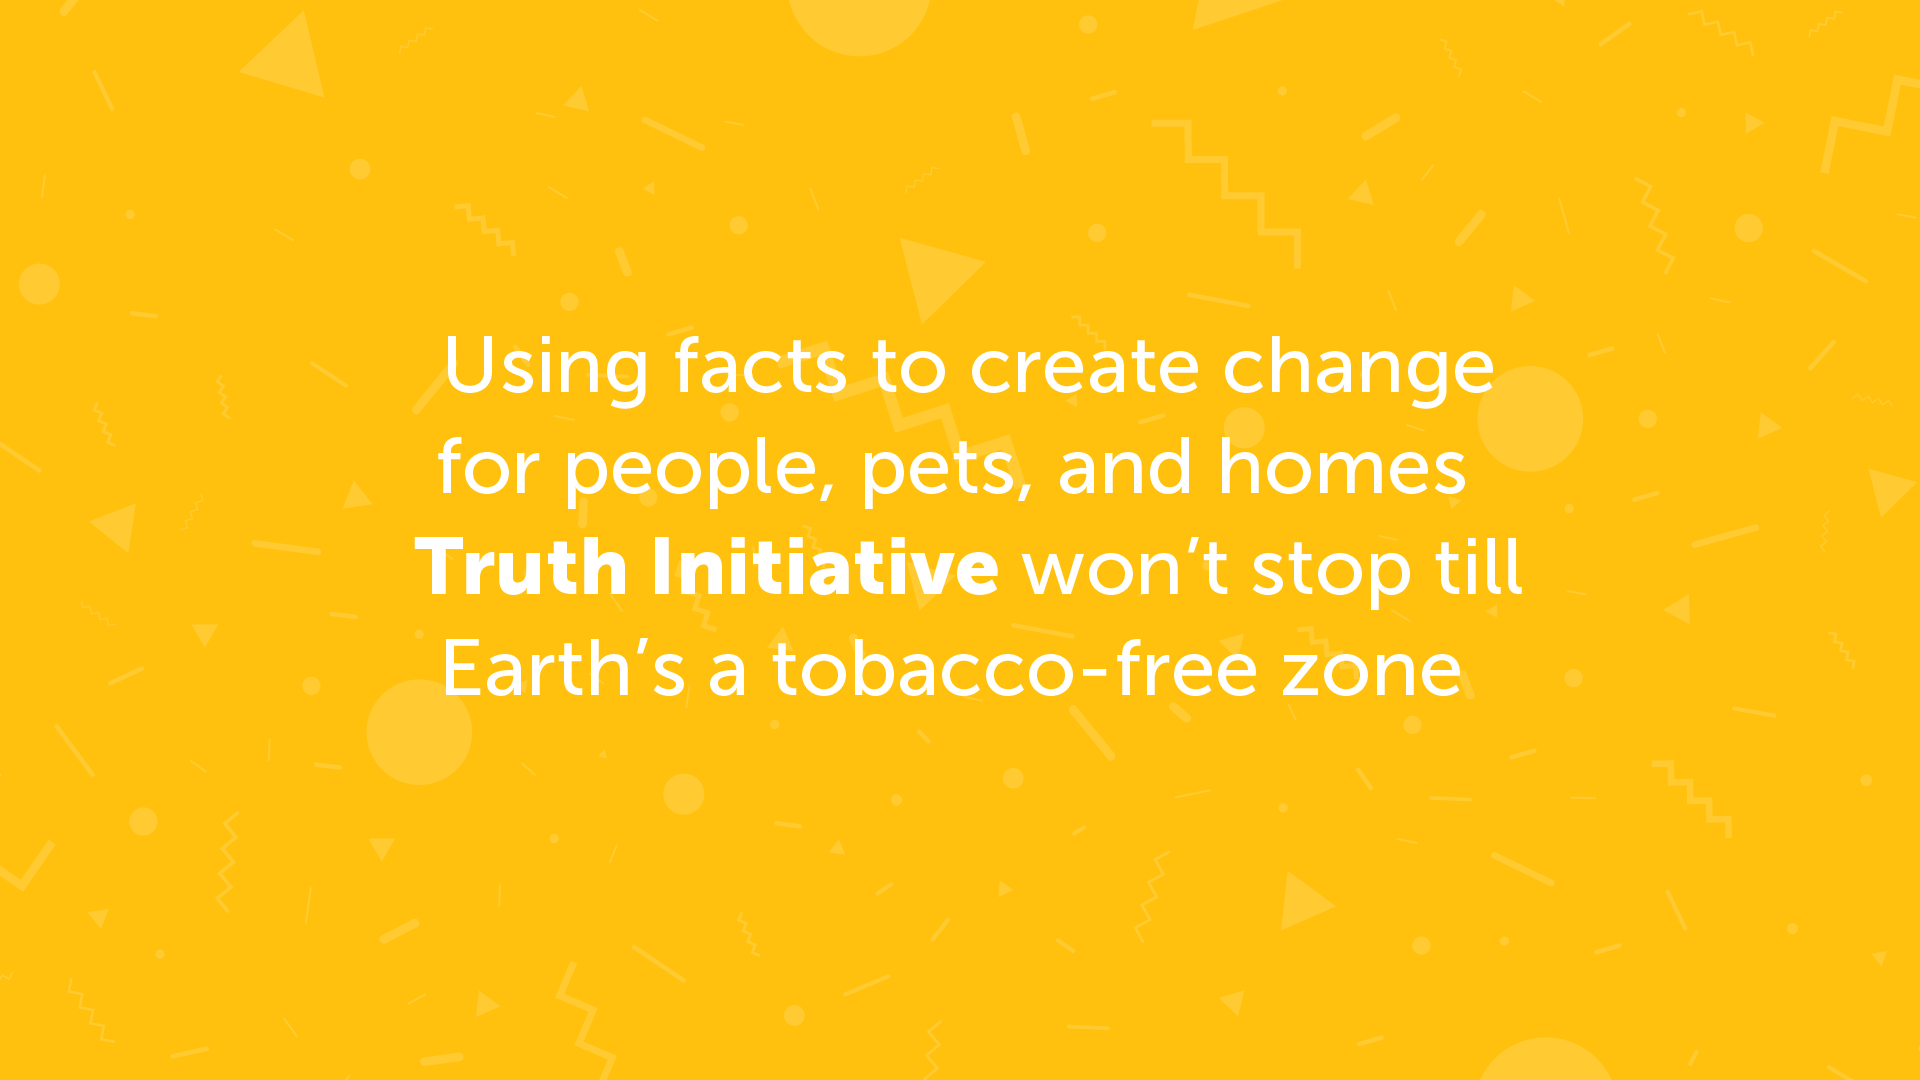 Using facts to create change
for people, pets, and homes
Truth Initiative won’t stop till
Earth’s a tobacco-free zone